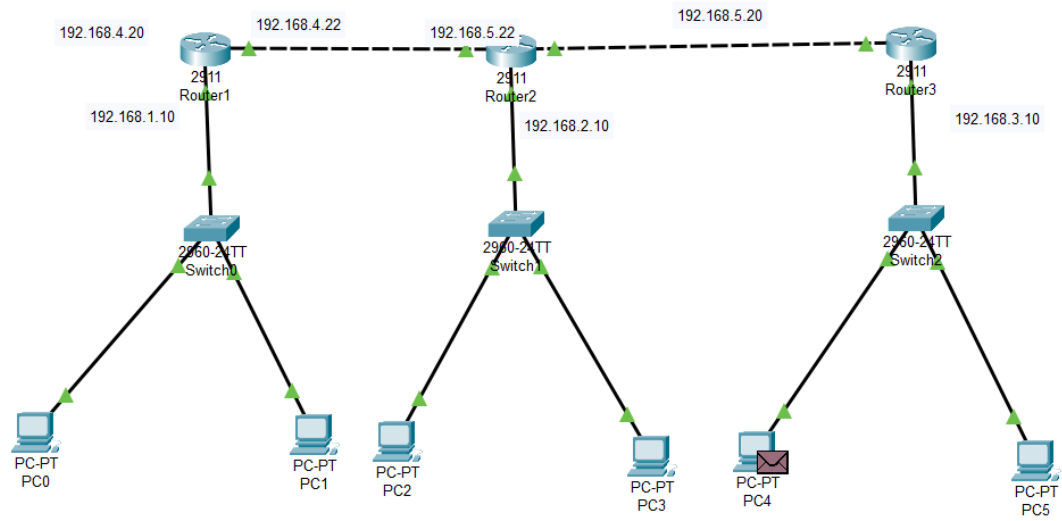 192.168.4.20
192.168.4.22
192.168.5.22
192.168.5.20
2911
Router1
2911
Router2
2911
Router3
192.168.1.10
192.168.2.10
192.168.3.10
2960-24TT
Switch0
2960-24TT
Switch1
2960-24TT
Switch2
PC-PT
PC0
PC-PT
PC1
PC-PT
PC2
PC-PT
PC3
PC-PT
PC4
PC-PT
PC5